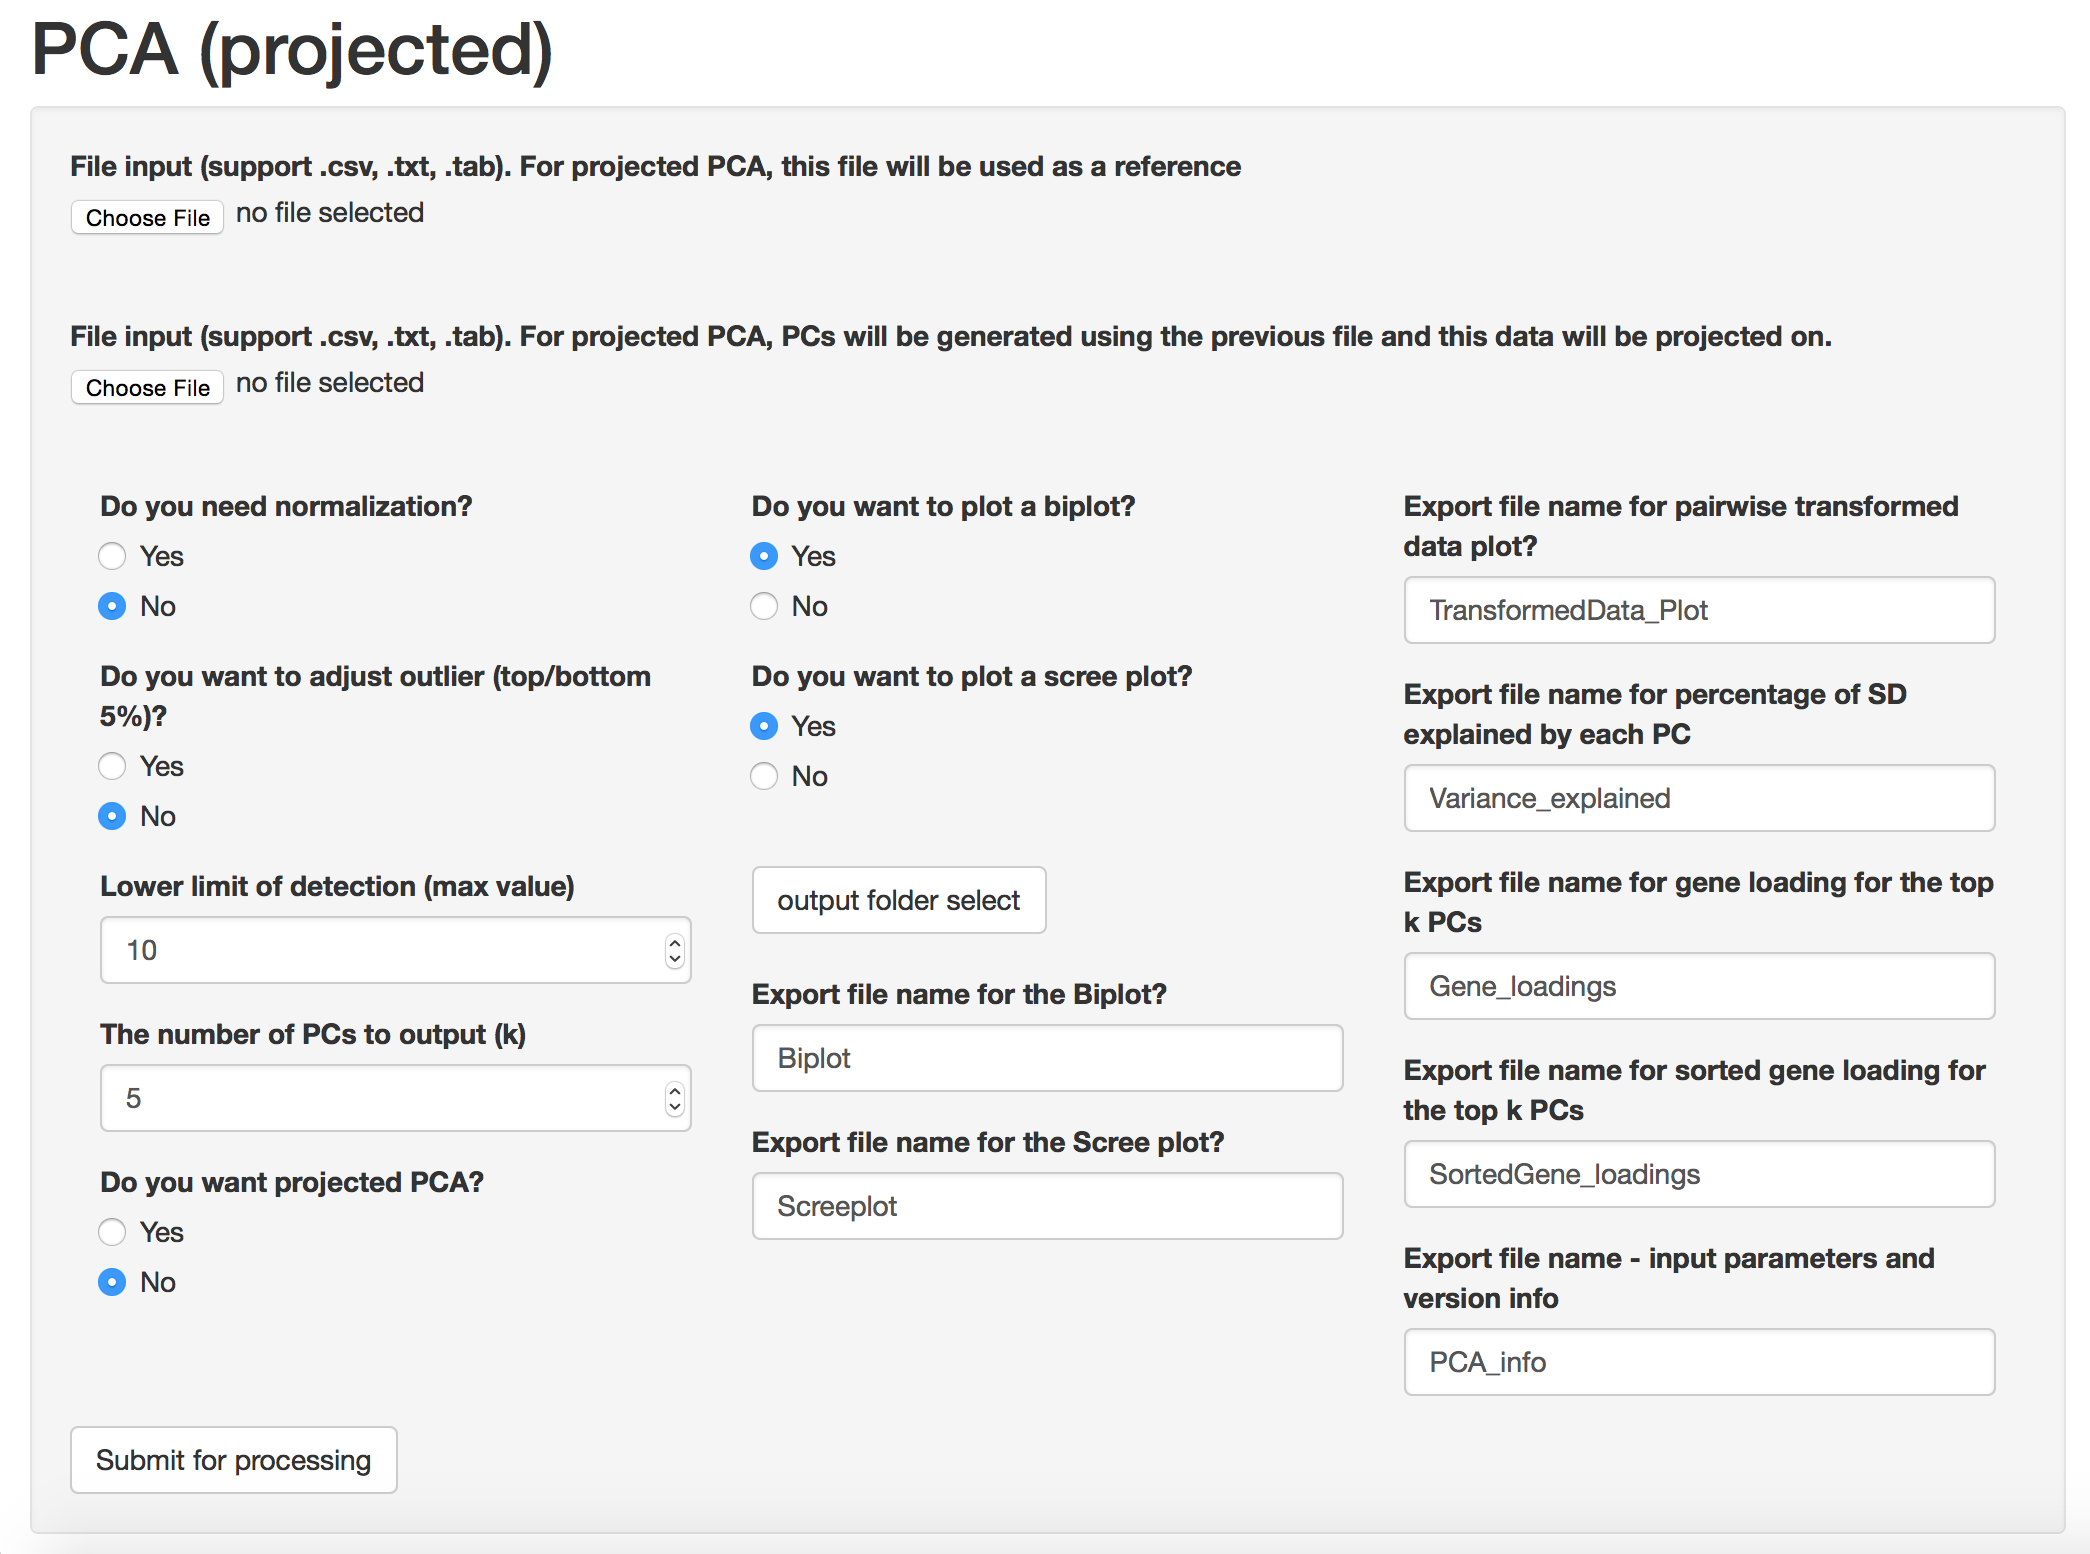 PCA (projected)
File input (support .csv, .txt, .tab). For projected PCA, this file will be used as a reference
Choose File no file selected
File input (support .csv, .txt, .tab). For projected PCA, PCs will be generated using the previous file and this data will be projected on.
Choose File no file selected
Do you need normalization?
Yes
No
Do you want to adjust outlier (top/bottom
5%)?
Yes
No
Lower limit of detection (max value)
10
The number of PCs to output (k)
5
Do you want projected PCA?
Yes
No
Do you want to plot a biplot?
Yes
No
Do you want to plot a scree plot?
Yes
No
output folder select
Export file name for the Biplot?
Biplot
Export file name for the Scree plot?
Screeplot
Export file name for pairwise transformed
data plot?
TransformedData_Plot
Export file name for percentage of SD
explained by each PC
Variance_explained
Export file name for gene loading for the top
k PCs
Gene_loadings
Export file name for sorted gene loading for
the top k PCs
SortedGene_loadings
Export file name - input parameters and
version info
PCA_info
Submit for processing